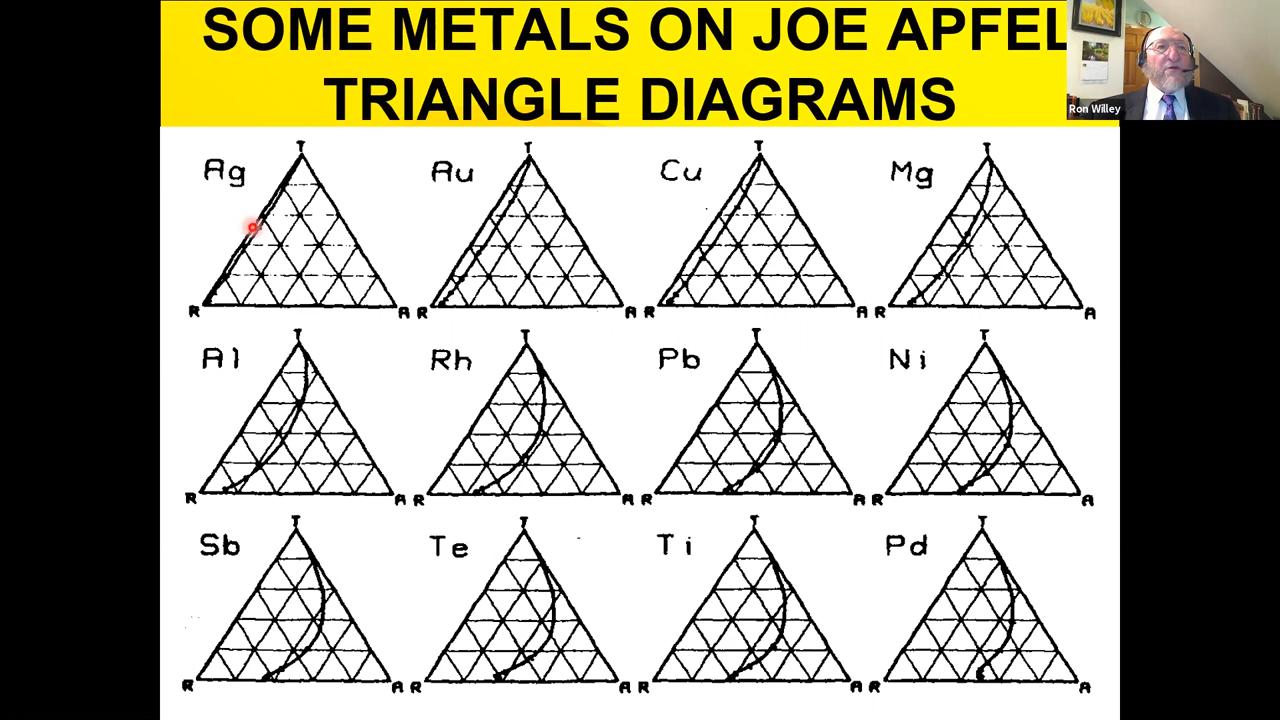 SOME METALS ON JOE APFEL
TRIANGLE DIAGRAMS
Ron Willey
T T T T
Ag Au Cu Mg
R A R A R A R A
T T T T
Al Rh Pb Ni
R A R A R A R A
T T T T
Sb Te Ti Pd
R A R A R A R A